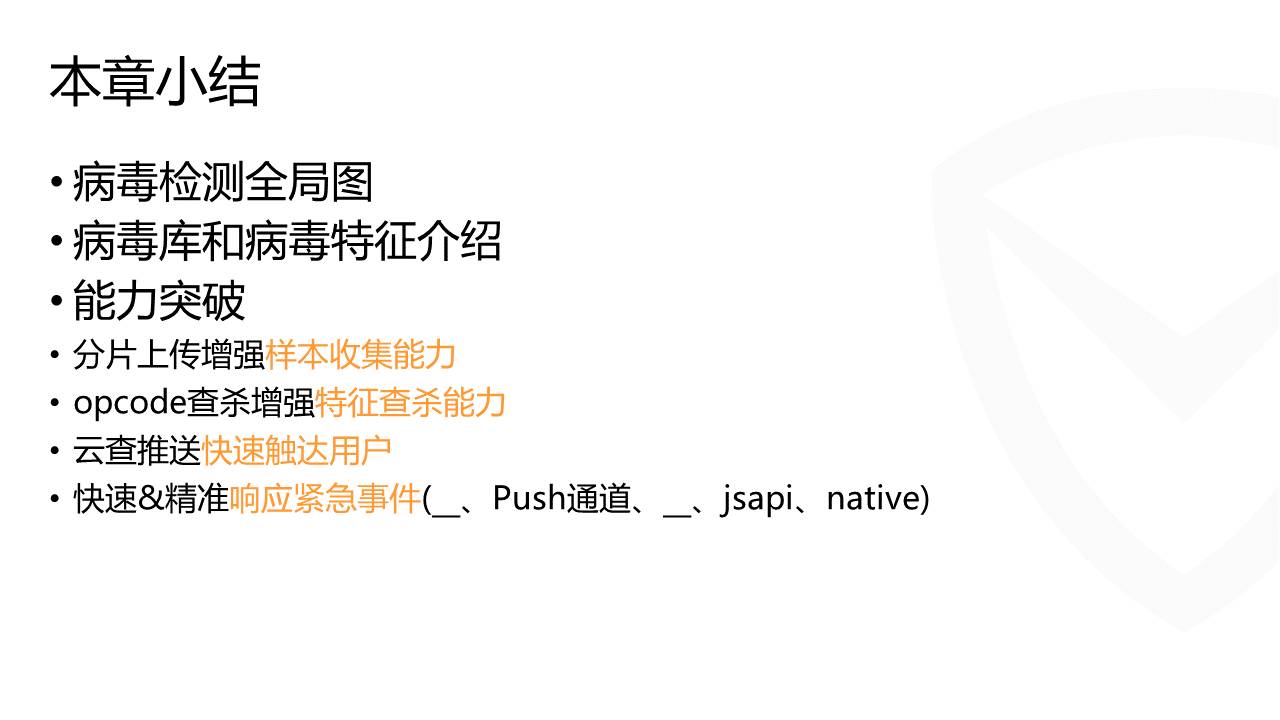 本章小结
• 病毒检测全局图
• 病毒库和病毒特征介绍
• 能力突破
• 分片上传增强样本收集能力
• opcode查杀增强特征查杀能力
• 云查推送快速触达用户
• 快速&精准响应紧急事件(__、Push通道、__、jsapi、native)